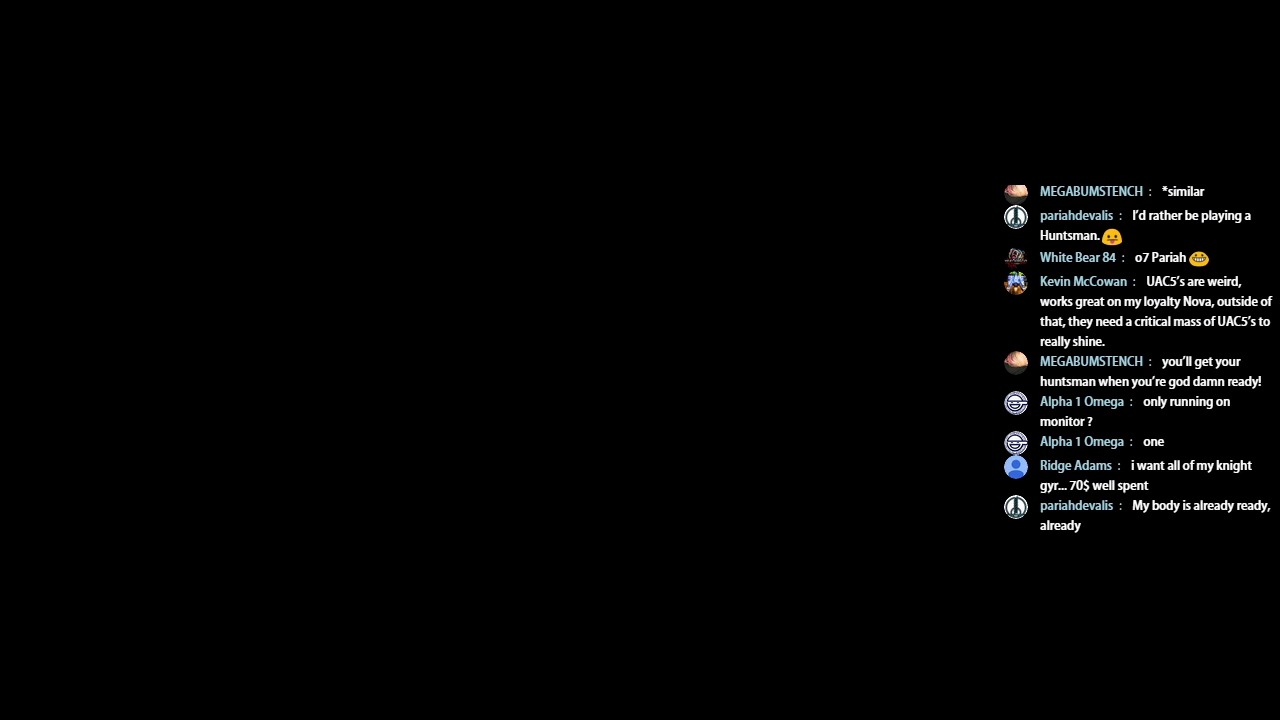 MEGABUMSTENCH : *similar
pariahdevalis : I'd rather be playing a
Huntsman. 😛
White Bear 84 : o7 Pariah 😂
Kevin McCowan : UAC5's are weird,
works great on my loyalty Nova, outside of
that, they need a critical mass of UAC5's to
really shine.
MEGABUMSTENCH : you'll get your
huntsman when you're god damn ready!
Alpha 1 Omega : only running on
monitor ?
Alpha 1 Omega : one
Ridge Adams : i want all of my knight
gyr... 70$ well spent
pariahdevalis : My body is already ready,
already